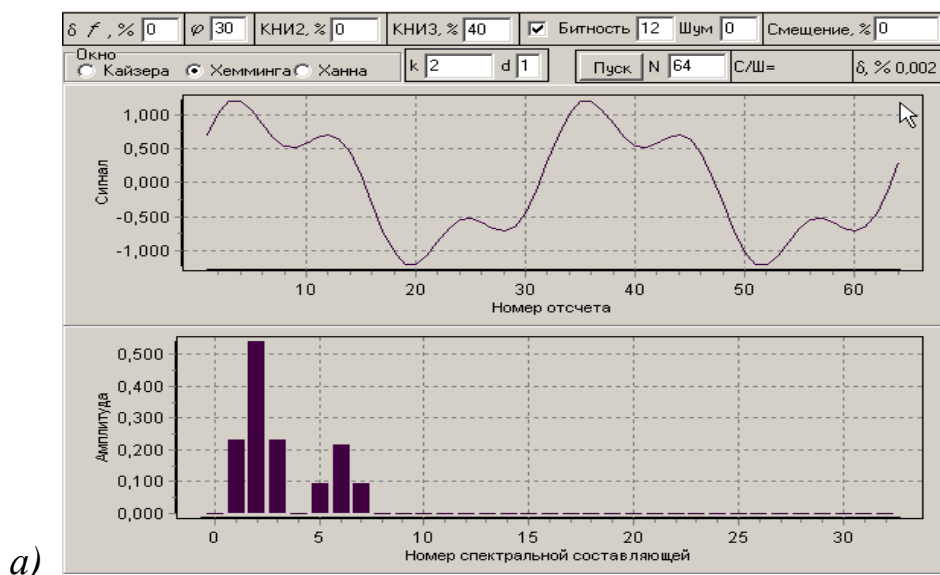 δ f , % 0 φ 30 КНИ2, % 0 КНИ3, % 40 Битность 12 Шум 0 Смещение, % 0
Окно
Кайзера Хемминга Ханна k 2 d 1 Пуск N 64 С/Ш= δ, % 0,002
1,000
0,500
0,000
-0,500
-1,000
Сигнал
10 20 30 40 50 60
Номер отсчета
0,500
0,400
0,300
0,200
0,100
0,000
Амплитуда
0 5 10 15 20 25 30
Номер спектральной составляющей
а)